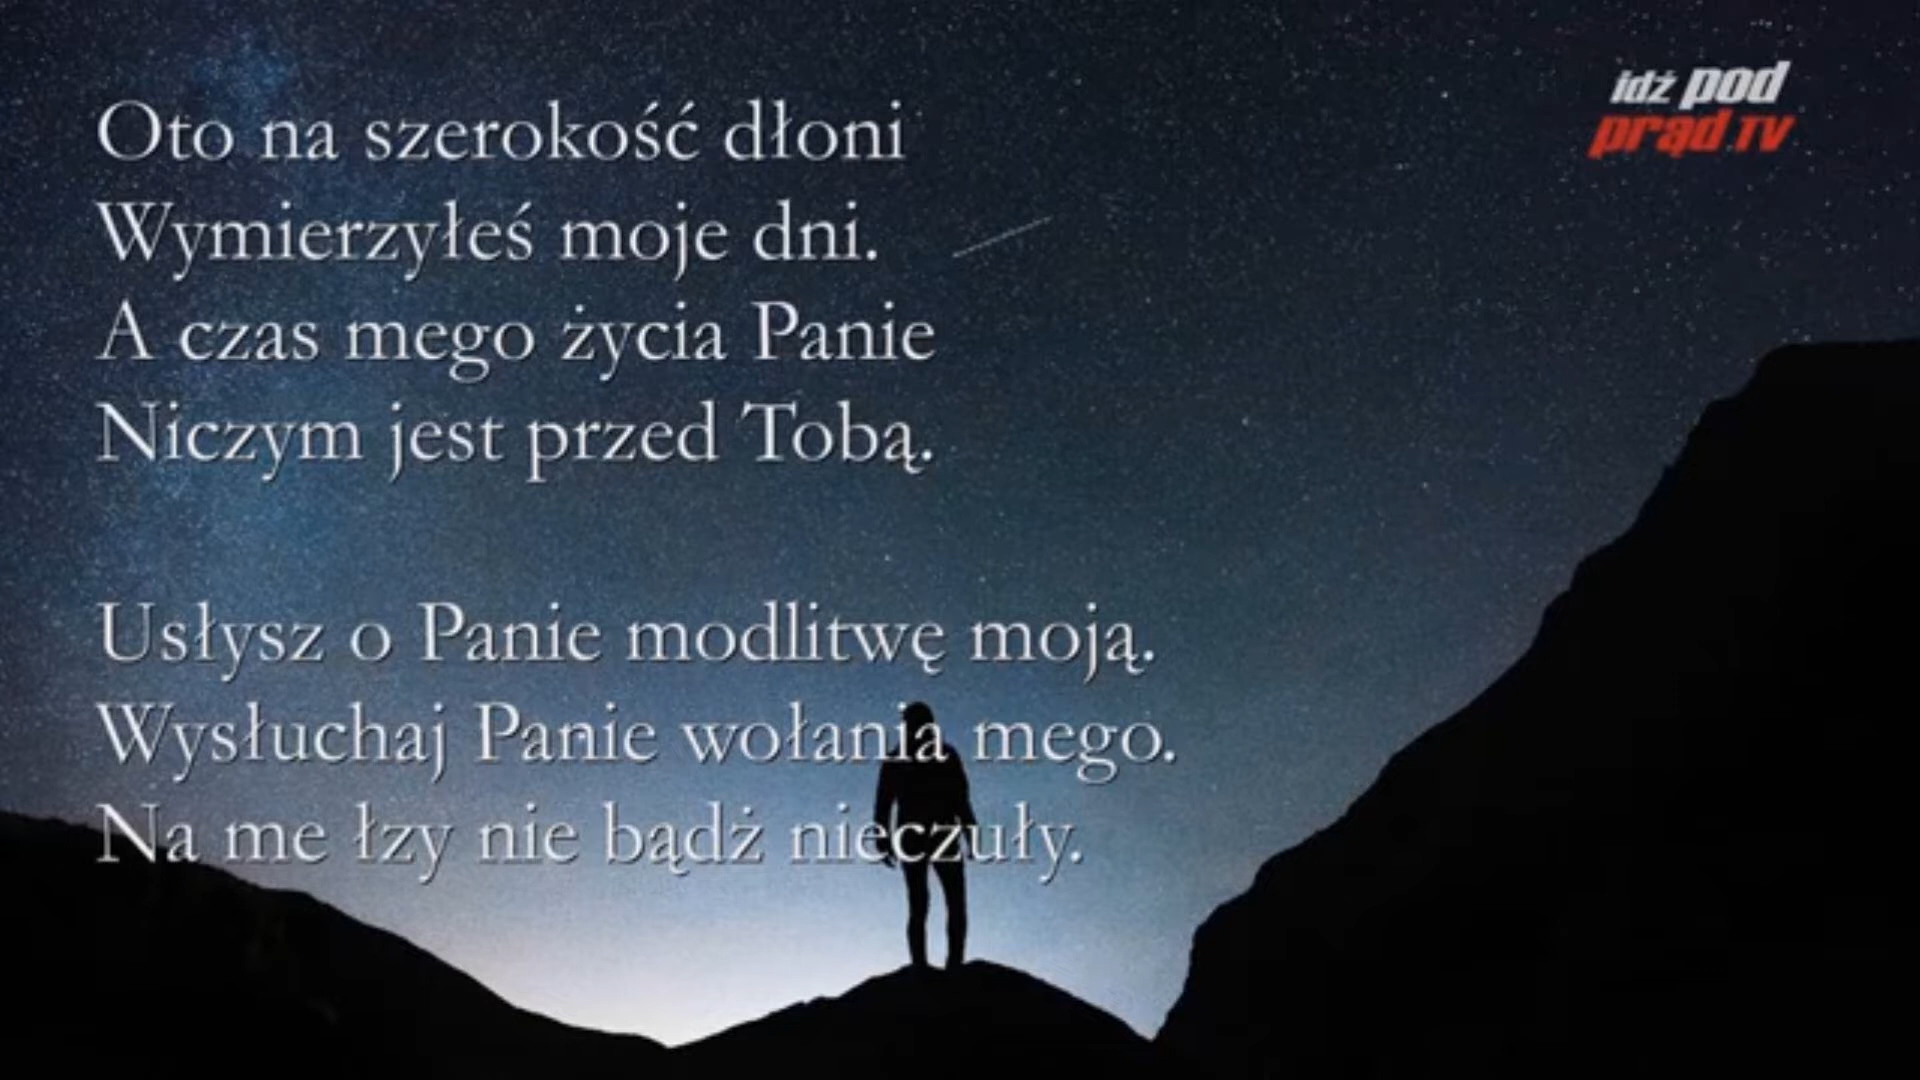 Oto na szerokość dłoni
Wymierzyłeś moje dni.
A czas mego życia Panie
Niczym jest przed Tobą.
Usłysz o Panie modlitwę moją.
Wysłuchaj Panie wołania mego.
Na me łzy nie bądż nieczuły.
idź pod
prąd.TV